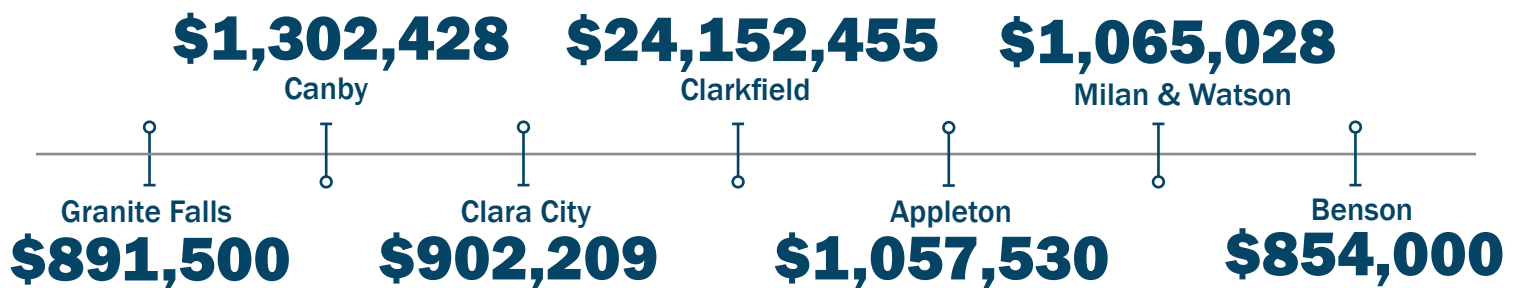 $1,302,428
Canby
$24,152,455
Clarkfield
$1,065,028
Milan & Watson
Granite Falls
$891,500
Clara City
$902,209
Appleton
$1,057,530
Benson
$854,000